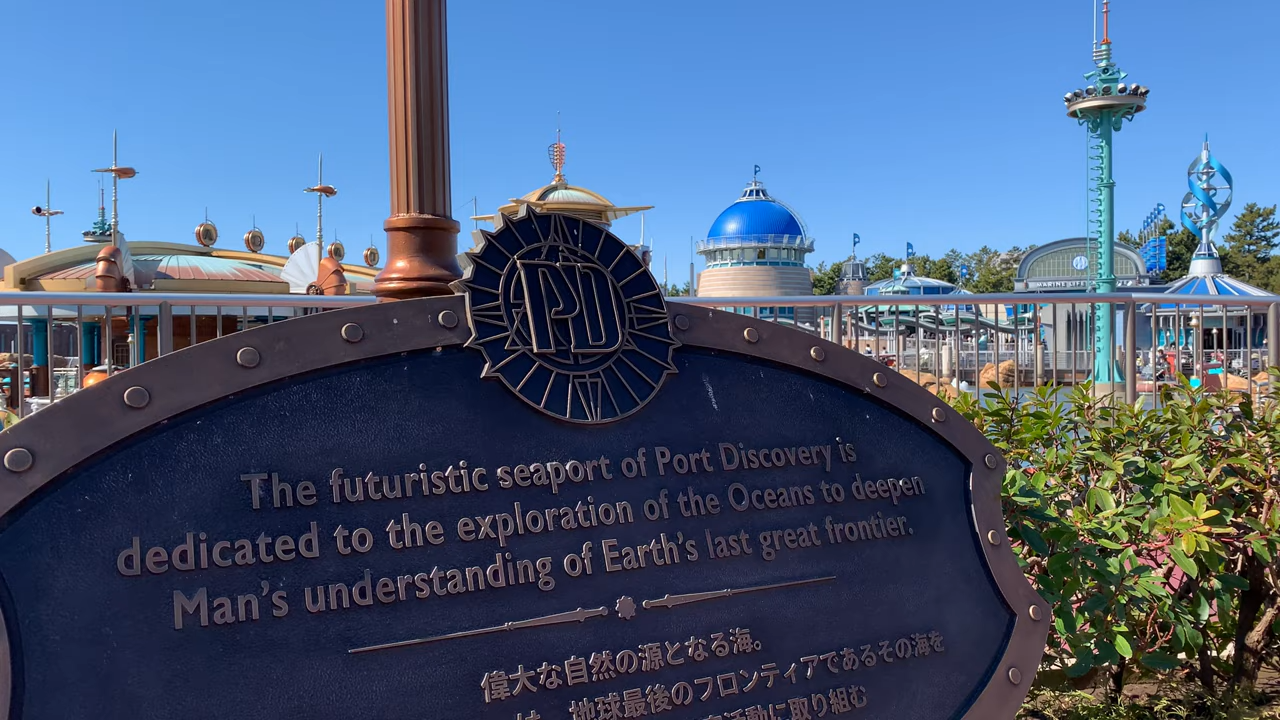 PD
The futuristic seaport of Port Discovery is
dedicated to the exploration of the Oceans to deepen
Man's understanding of Earth's last great frontier.
偉大な自然の源となる海。
地球最後のフロンティアであるその海を
に取り組む